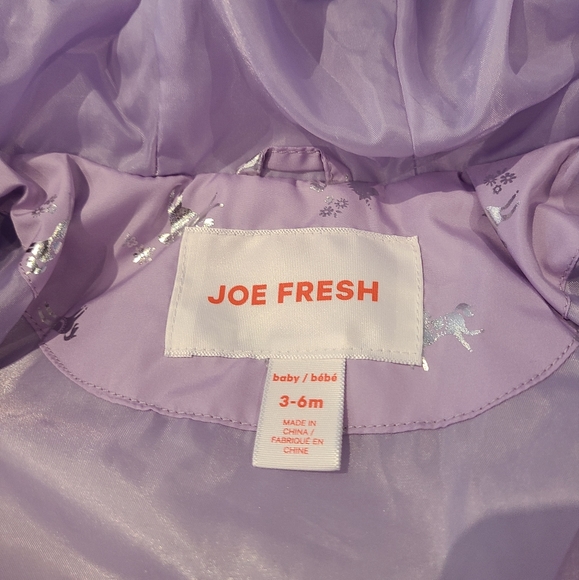 JOE FRESH
baby / bébé
3-6m
MADE IN
CHINA /
FABRIQUÉ EN
CHINE